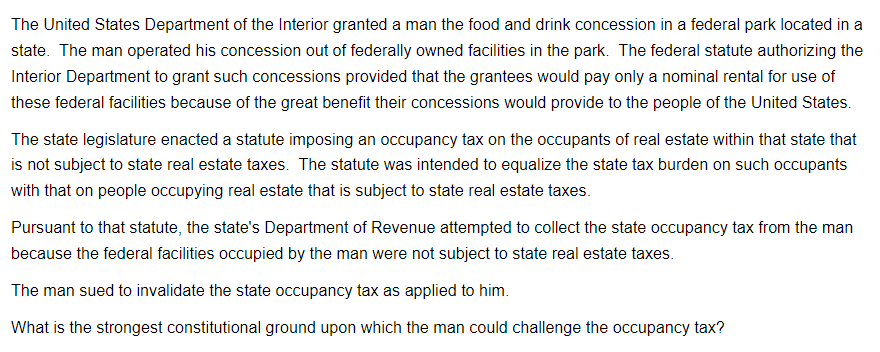 The United States Department of the Interior granted a man the food and drink concession in a federal park located in a
state.  The man operated his concession out of federally owned facilities in the park.  The federal statute authorizing the
Interior Department to grant such concessions provided that the grantees would pay only a nominal rental for use of
these federal facilities because of the great benefit their concessions would provide to the people of the United States.
The state legislature enacted a statute imposing an occupancy tax on the occupants of real estate within that state that
is not subject to state real estate taxes.  The statute was intended to equalize the state tax burden on such occupants
with that on people occupying real estate that is subject to state real estate taxes.
Pursuant to that statute, the state's Department of Revenue attempted to collect the state occupancy tax from the man
because the federal facilities occupied by the man were not subject to state real estate taxes.
The man sued to invalidate the state occupancy tax as applied to him.
What is the strongest constitutional ground upon which the man could challenge the occupancy tax?